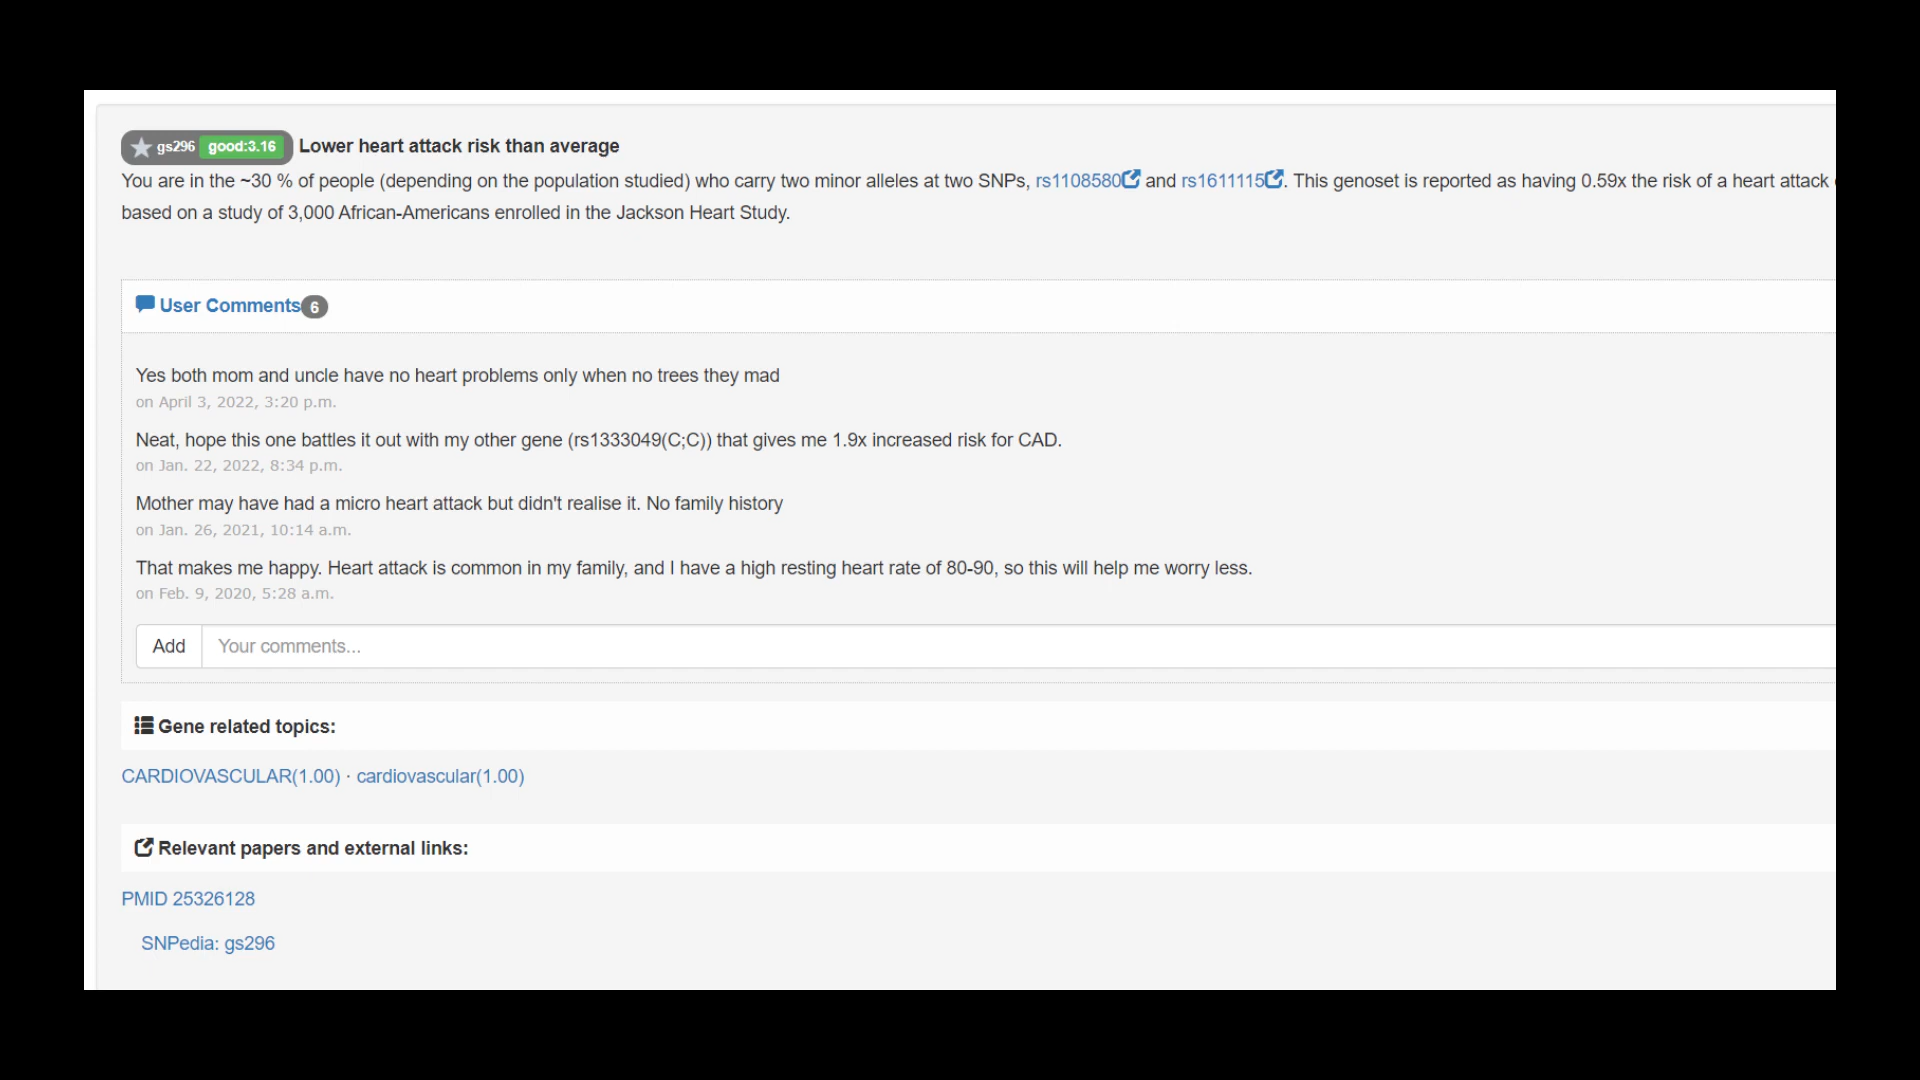 gs296 good:3.16 Lower heart attack risk than average
You are in the ~30 % of people (depending on the population studied) who carry two minor alleles at two SNPs, rs1108580 and rs1611115. This genoset is reported as having 0.59x the risk of a heart attack
based on a study of 3,000 African-Americans enrolled in the Jackson Heart Study.
User Comments 6
Yes both mom and uncle have no heart problems only when no trees they mad
on April 3, 2022, 3:20 p.m.
Neat, hope this one battles it out with my other gene (rs1333049(C;C)) that gives me 1.9x increased risk for CAD.
on Jan. 22, 2022, 8:34 p.m.
Mother may have had a micro heart attack but didn't realise it. No family history
on Jan. 26, 2021, 10:14 a.m.
That makes me happy. Heart attack is common in my family, and I have a high resting heart rate of 80-90, so this will help me worry less.
on Feb. 9, 2020, 5:28 a.m.
Add Your comments...
Gene related topics:
CARDIOVASCULAR(1.00) · cardiovascular(1.00)
Relevant papers and external links:
PMID 25326128
SNPedia: gs296